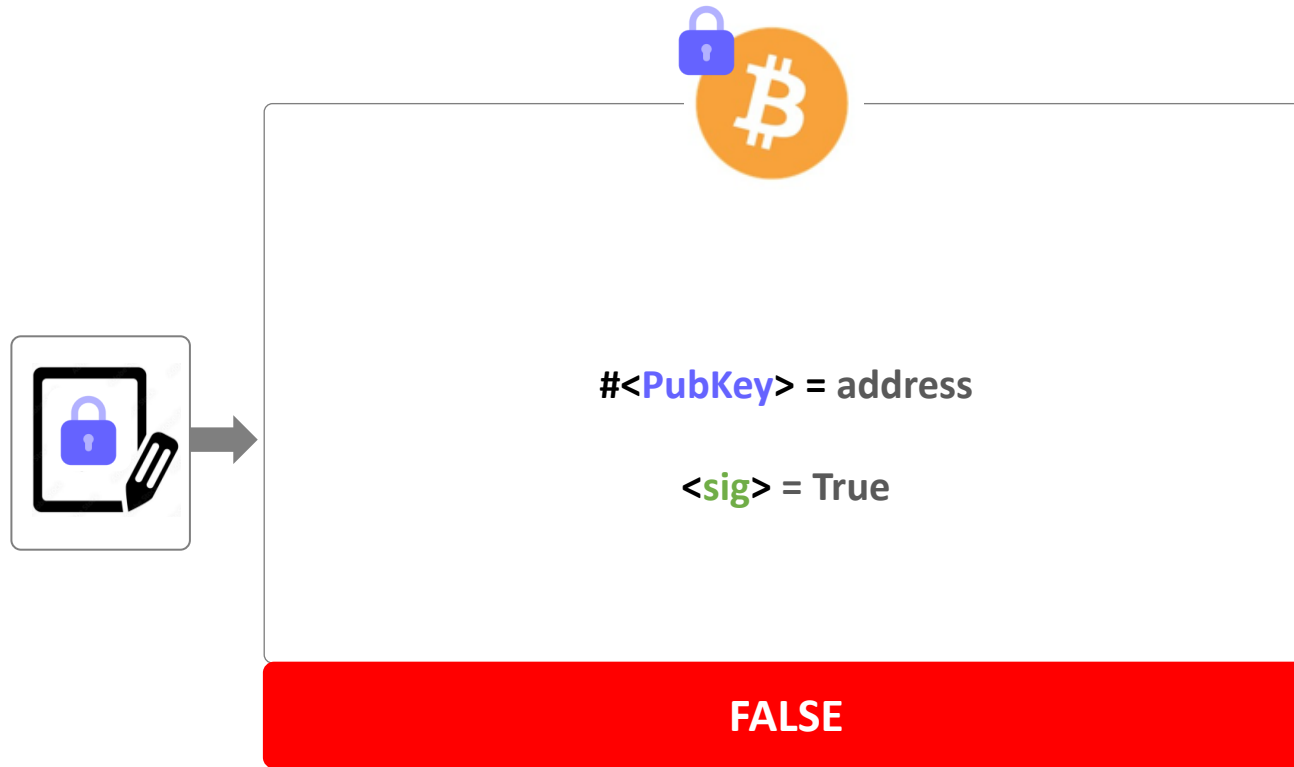 #<PubKey> = address
<sig> = True
FALSE